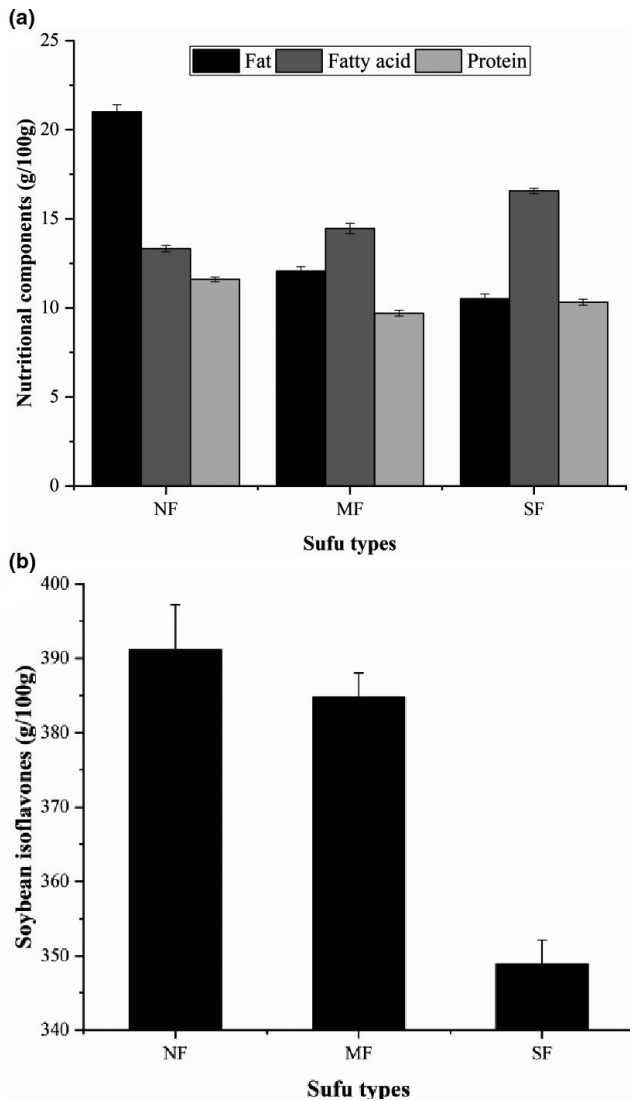 (a)
25
Fat Fatty acid Protein
20
15
10
5
0
Nutritional components (g/100g)
NF MF SF
Sufu types
(b)
400
390
380
370
360
350
340
Soybean isoflavones (g/100g)
NF MF SF
Sufu types